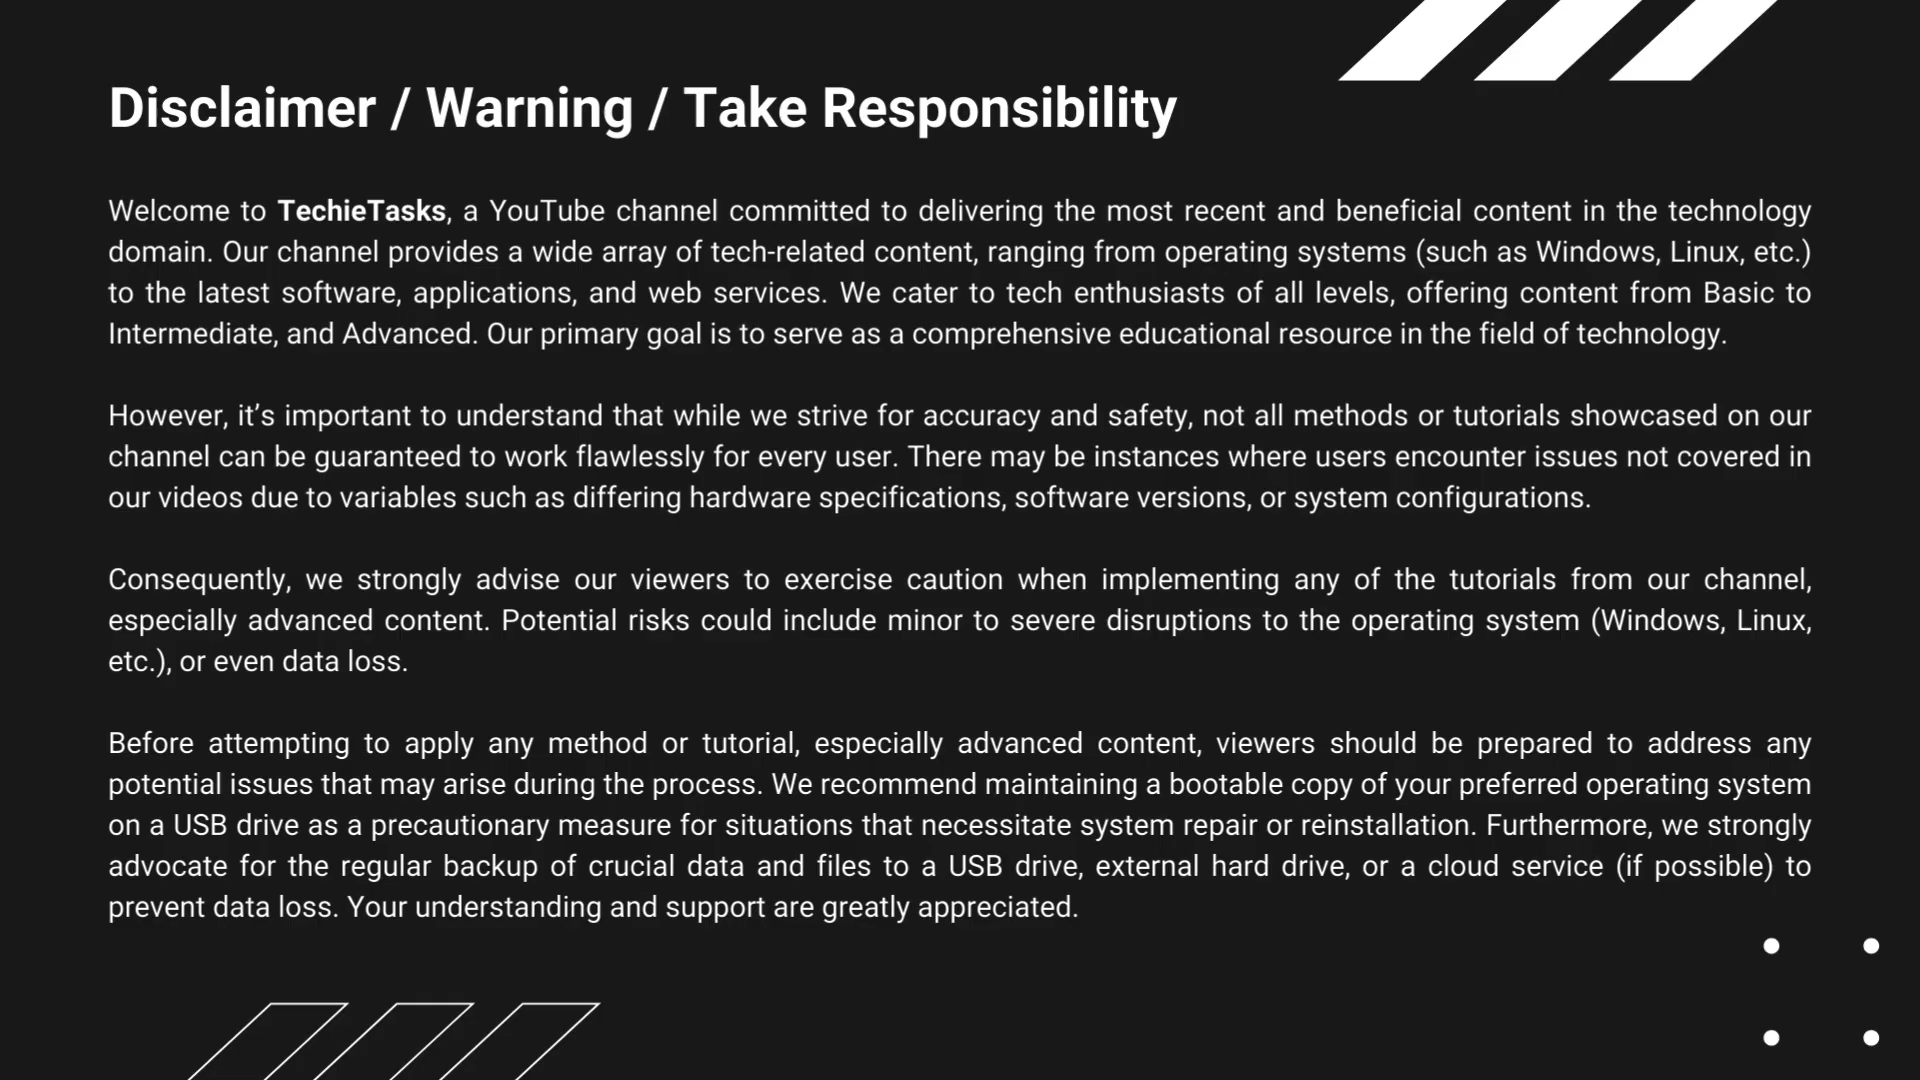 Disclaimer / Warning / Take Responsibility
Welcome to TechieTasks, a YouTube channel committed to delivering the most recent and beneficial content in the technology
domain. Our channel provides a wide array of tech-related content, ranging from operating systems (such as Windows, Linux, etc.)
to the latest software, applications, and web services. We cater to tech enthusiasts of all levels, offering content from Basic to
Intermediate, and Advanced. Our primary goal is to serve as a comprehensive educational resource in the field of technology.
However, it’s important to understand that while we strive for accuracy and safety, not all methods or tutorials showcased on our
channel can be guaranteed to work flawlessly for every user. There may be instances where users encounter issues not covered in
our videos due to variables such as differing hardware specifications, software versions, or system configurations.
Consequently, we strongly advise our viewers to exercise caution when implementing any of the tutorials from our channel,
especially advanced content. Potential risks could include minor to severe disruptions to the operating system (Windows, Linux,
etc.), or even data loss.
Before attempting to apply any method or tutorial, especially advanced content, viewers should be prepared to address any
potential issues that may arise during the process. We recommend maintaining a bootable copy of your preferred operating system
on a USB drive as a precautionary measure for situations that necessitate system repair or reinstallation. Furthermore, we strongly
advocate for the regular backup of crucial data and files to a USB drive, external hard drive, or a cloud service (if possible) to
prevent data loss. Your understanding and support are greatly appreciated.